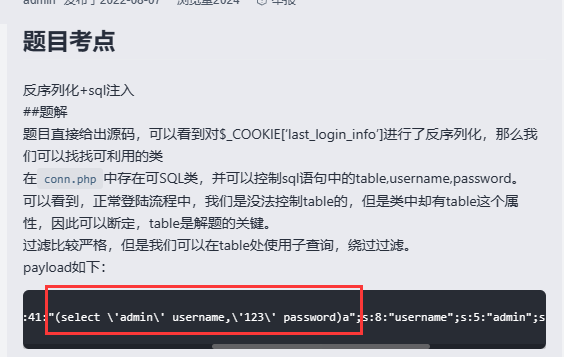 admin 发布于2022-08-07 浏览量2024 举报
题目考点
反序列化+sql注入
##题解
题目直接给出源码，可以看到对$_COOKIE['last_login_info']进行了反序列化，那么我
们可以找找可利用的类
在 conn.php 中存在可SQL类，并可以控制sql语句中的table,username,password。
可以看到，正常登陆流程中，我们是没法控制table的，但是类中却有table这个属
性，因此可以断定，table是解题的关键。
过滤比较严格，但是我们可以在table处使用子查询，绕过过滤。
payload如下：
:41:"(select \'admin\' username,\'123\' password)a";s:8:"username";s:5:"admin";s